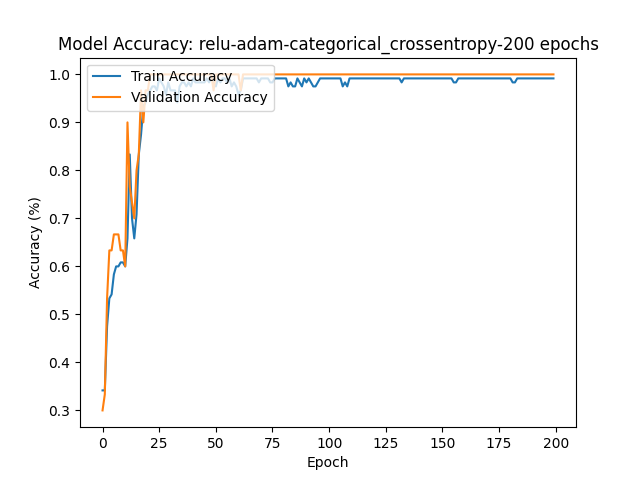 Model Accuracy: relu-adam-categorical_crossentropy-200 epochs
Train Accuracy
Validation Accuracy
Accuracy (%)
1.0
0.9
0.8
0.7
0.6
0.5
0.4
0.3
0 25 50 75 100 125 150 175 200
Epoch